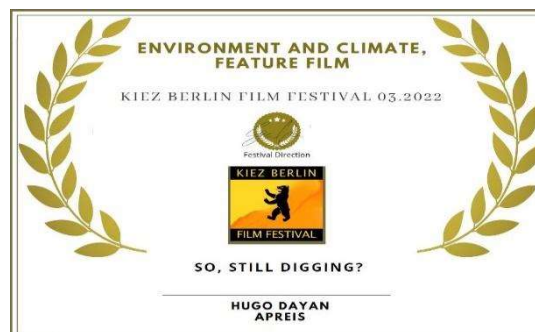 ENVIRONMENT AND CLIMATE,
FEATURE FILM
KIEZ BERLIN FILM FESTIVAL 03.2022
Festival Direction
KIEZ BERLIN
FILM FESTIVAL
SO, STILL DIGGING?
HUGO DAYAN
APREIS